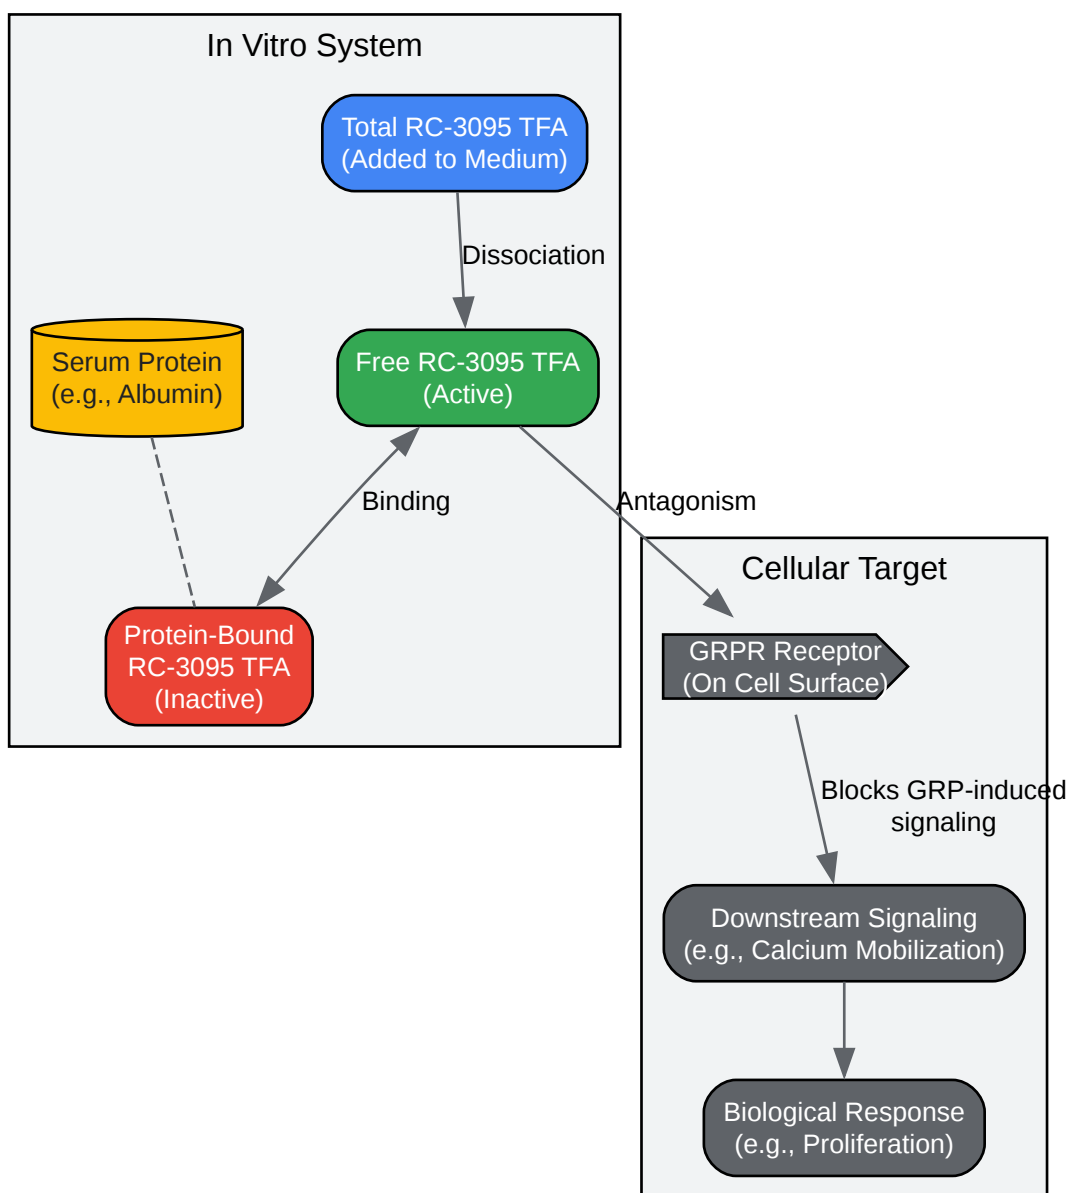 In Vitro System
Total RC-3095 TFA
(Added to Medium)
Dissociation
Serum Protein
(e.g., Albumin)
Free RC-3095 TFA
(Active)
Binding
Antagonism
Protein-Bound
RC-3095 TFA
(Inactive)
Cellular Target
GRPR Receptor
(On Cell Surface)
Blocks GRP-induced
signaling
Downstream Signaling
(e.g., Calcium Mobilization)
Biological Response
(e.g., Proliferation)